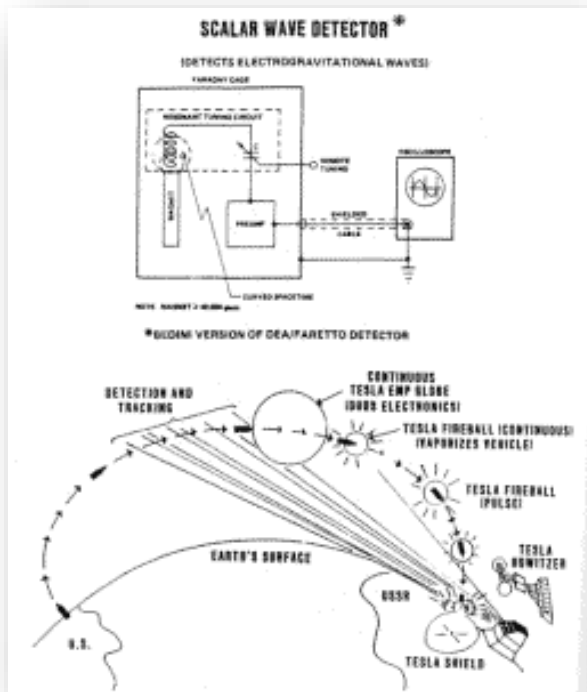 SCALAR WAVE DETECTOR*
(DETECTS ELECTROGRAVITATIONAL WAVES)
FARADAY CAGE
RESONANT TUNING CIRCUIT
REMOTE
TUNING
OSCILLOSCOPE
MAGNET
PREAMP
SHIELDED
CABLE
CURVED SPACETIME
NOTE MAGNET
*BEDINI VERSION OF DEA/FARETTO DETECTOR
DETECTION AND
TRACKING
CONTINUOUS
TESLA EMP GLOBE
(DUDS ELECTRONICS)
TESLA FIREBALL (CONTINUOUS)
(VAPORIZES VEHICLE)
TESLA FIREBALL
(PULSE)
TESLA
HOWITZER
EARTH'S SURFACE
USSR
U.S.
TESLA SHIELD